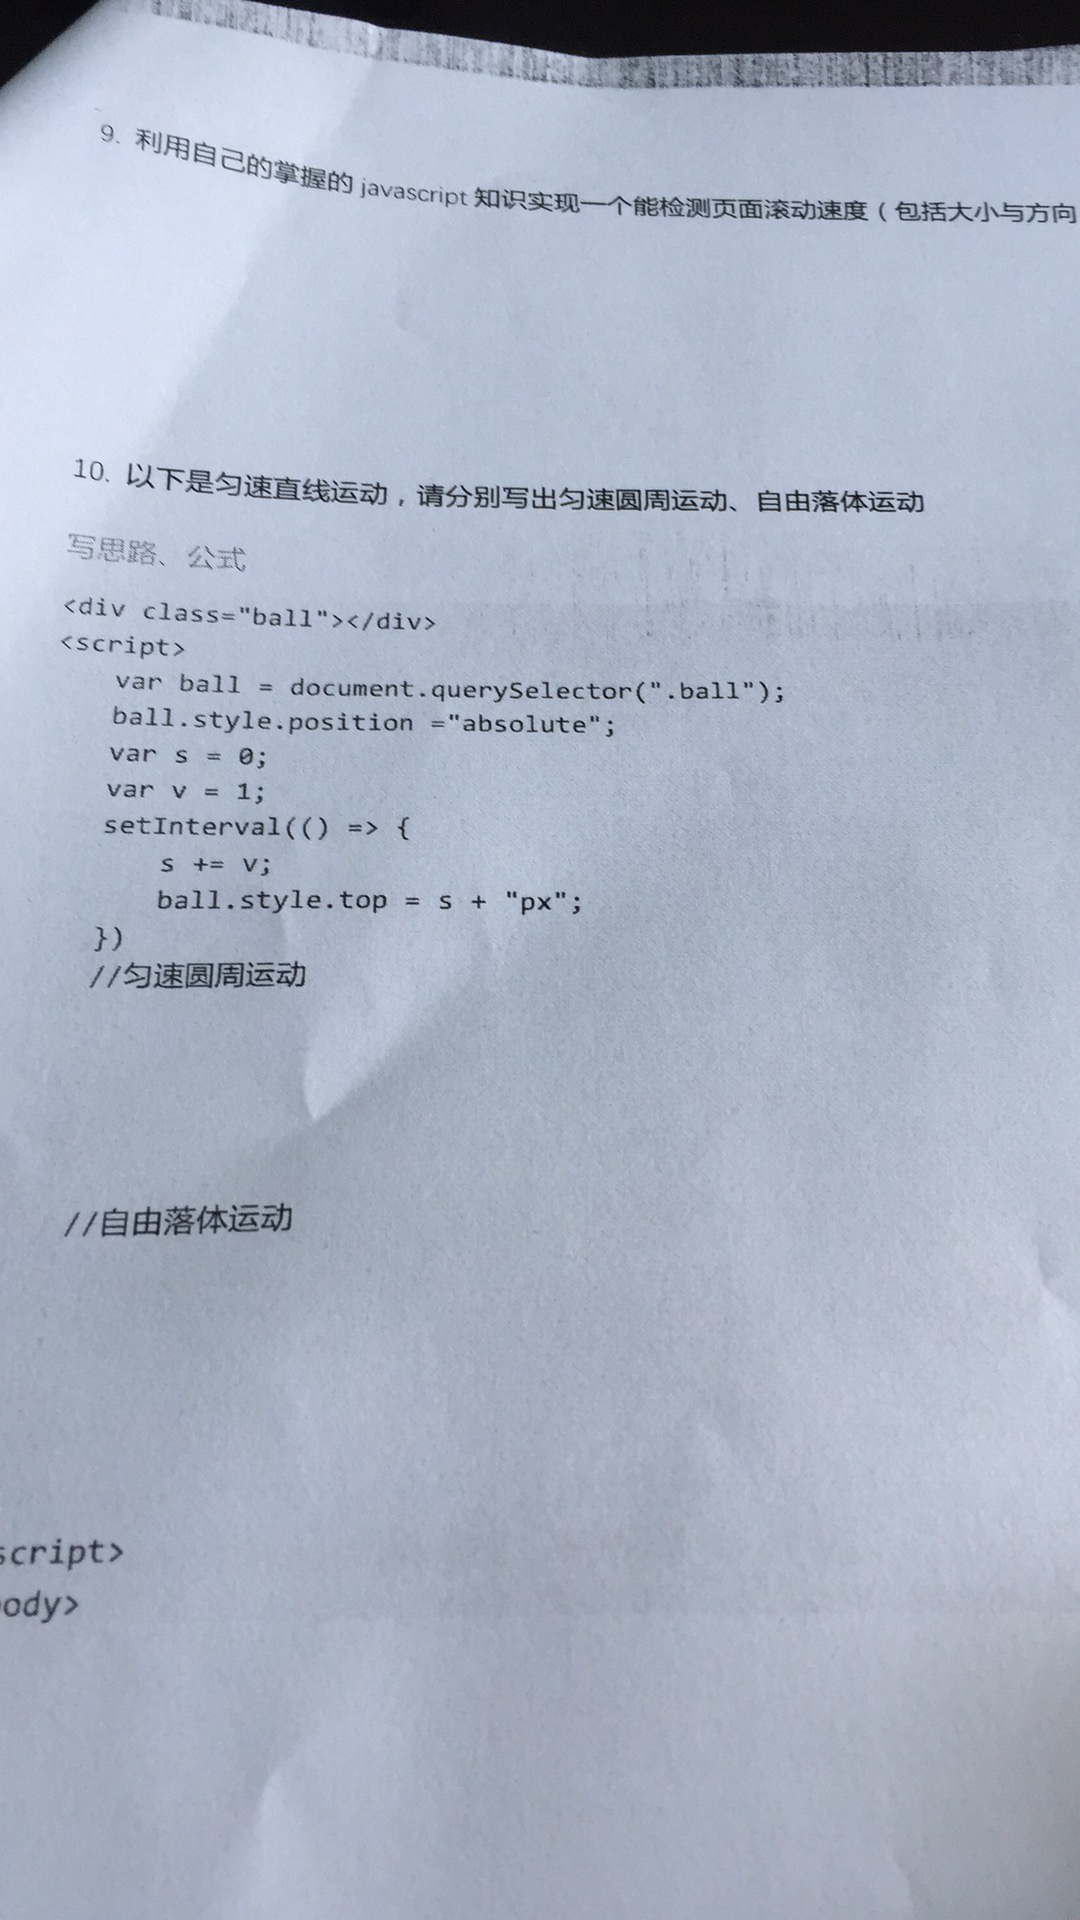 9. 利用自己的掌握的 javascript 知识实现一个能检测页面滚动速度（包括大小与方向
10. 以下是匀速直线运动，请分别写出匀速圆周运动、自由落体运动
写思路、公式
<div class="ball"></div>
<script>
var ball = document.querySelector(".ball");
ball.style.position ="absolute";
var s = 0;
var v = 1;
setInterval(() => {
s += v;
ball.style.top = s + "px";
})
//匀速圆周运动
//自由落体运动
script>
ody>